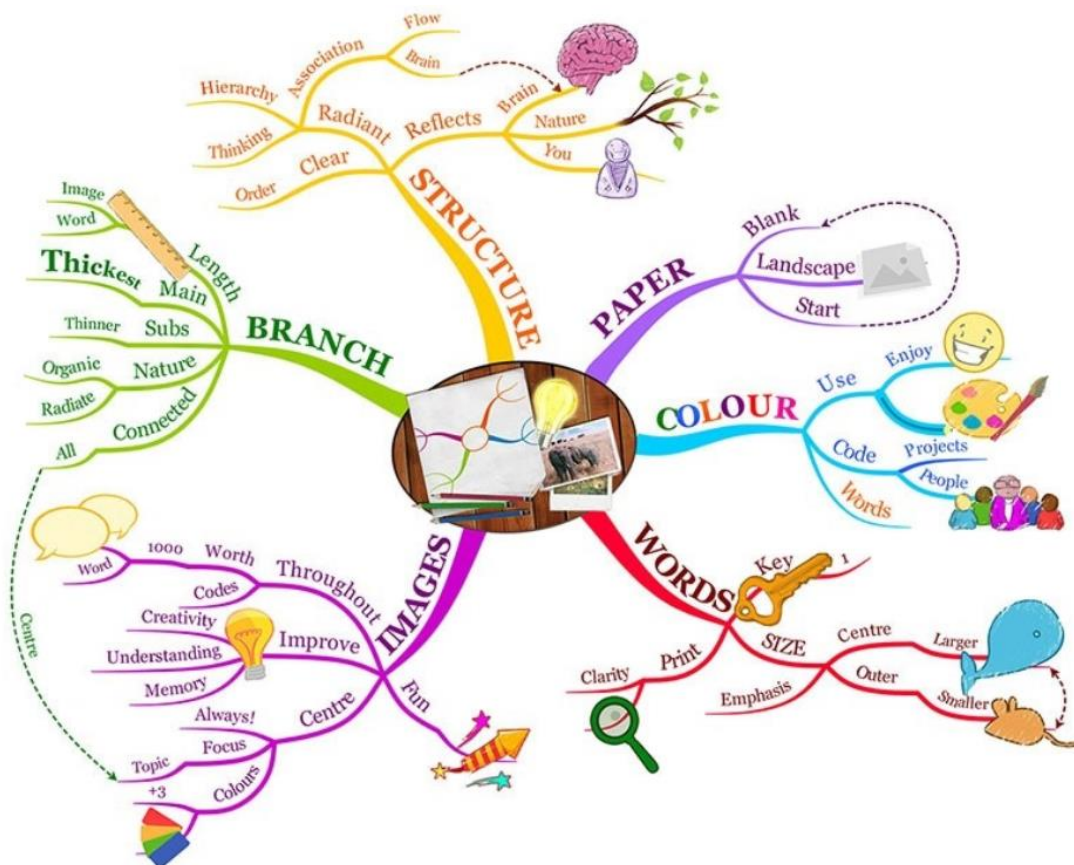 STRUCTURE
Radiant
Association
Flow
Brain
Hierarchy
Thinking
Clear
Order
Reflects
Brain
Nature
You
PAPER
Blank
Landscape
Start
COLOUR
Use
Enjoy
Code
Projects
People
Words
WORDS
Key
1
SIZE
Centre
Larger
Outer
Smaller
Emphasis
Print
Clarity
IMAGES
Throughout
Worth
1000
Word
Codes
Improve
Creativity
Understanding
Memory
Centre
Always!
Focus
Topic
Colours
+3
Fun
BRANCH
Length
Image
Word
Main
Thickest
Subs
Thinner
Nature
Organic
Radiate
Connected
All
Centre